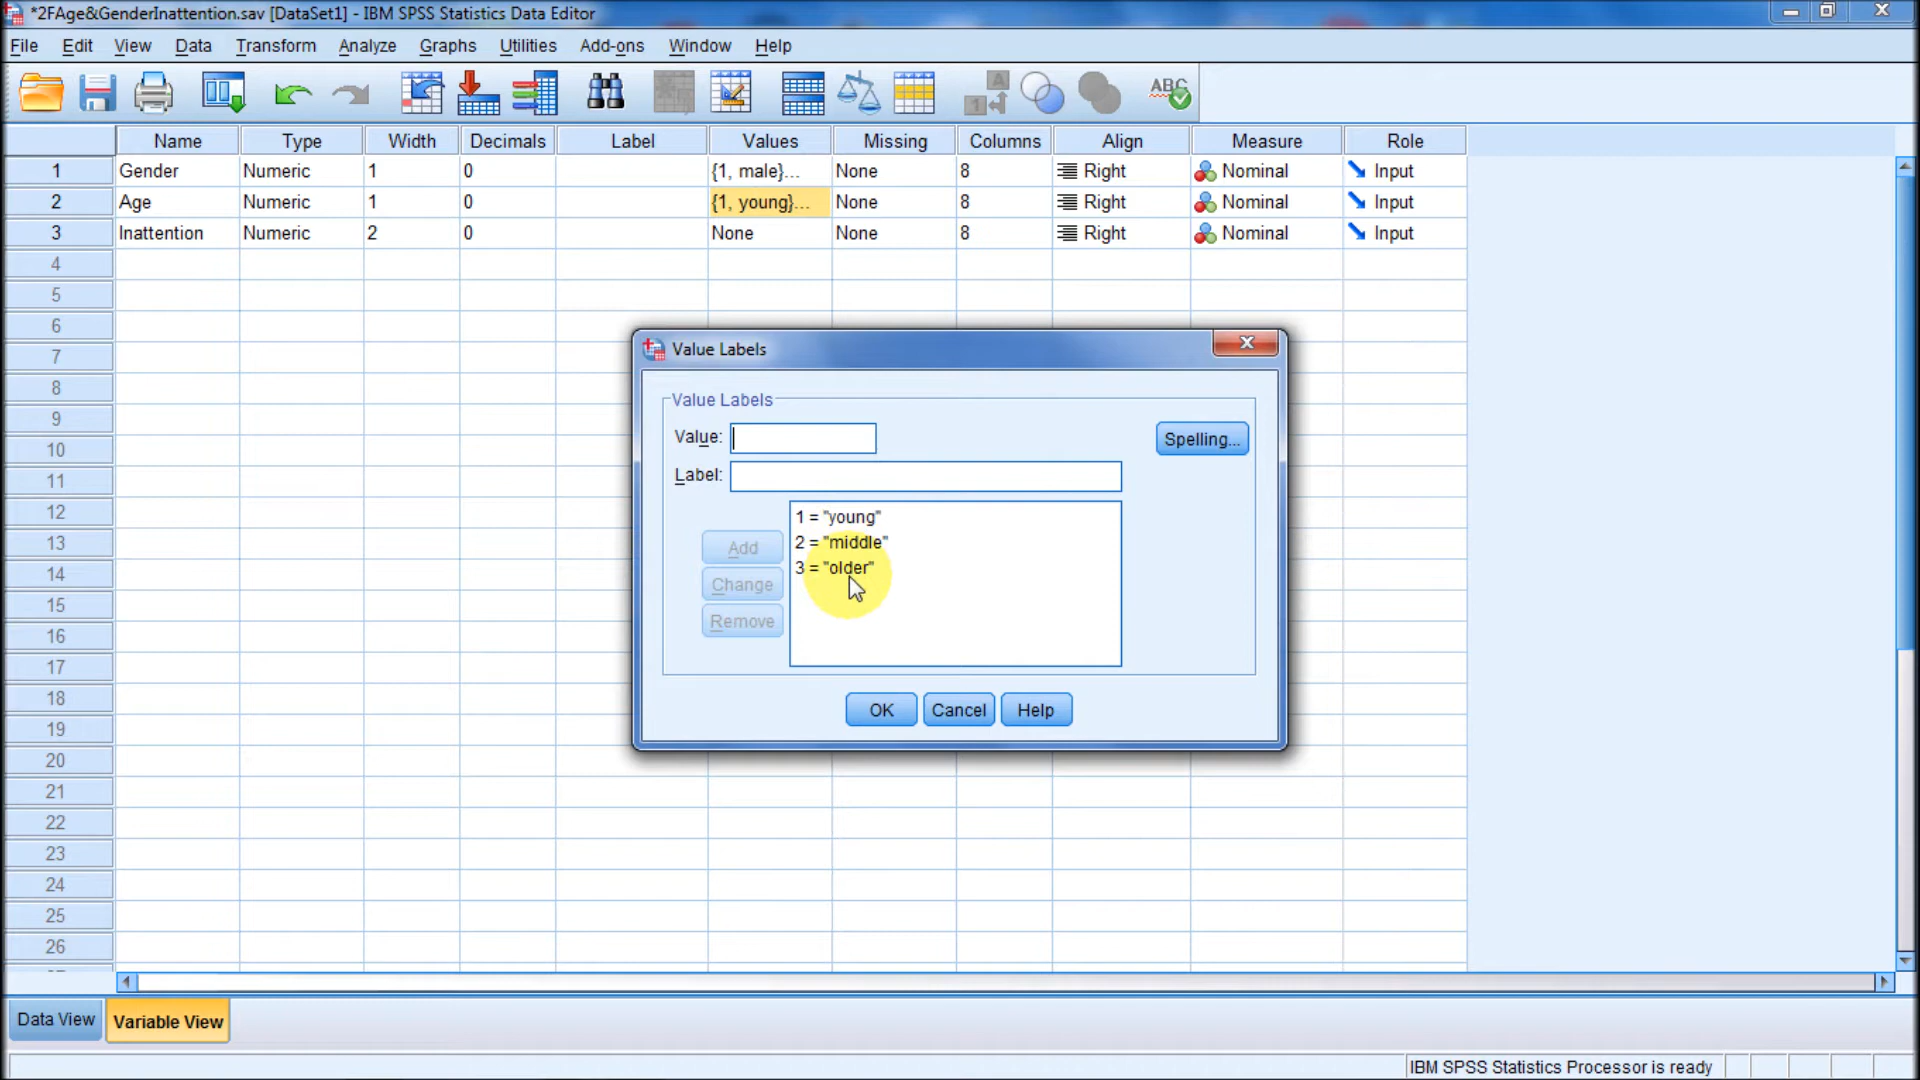 *2FAge&GenderInattention.sav [DataSet1] - IBM SPSS Statistics Data Editor
File Edit View Data Transform Analyze Graphs Utilities Add-ons Window Help
A
1
ABC
Name Type Width Decimals Label Values Missing Columns Align Measure Role
1 Gender Numeric 1 0 {1, male}... None 8 Right Nominal Input
2 Age Numeric 1 0 {1, young}... None 8 Right Nominal Input
3 Inattention Numeric 2 0 None None 8 Right Nominal Input
4
5
6
7
8
9
10
11
12
13
14
15
16
17
18
19
20
21
22
23
24
25
26
Value Labels
Value Labels
Value:
Spelling...
Label:
1 = "young"
2 = "middle"
3 = "older"
Add
Change
Remove
OK Cancel Help
Data View Variable View
IBM SPSS Statistics Processor is ready